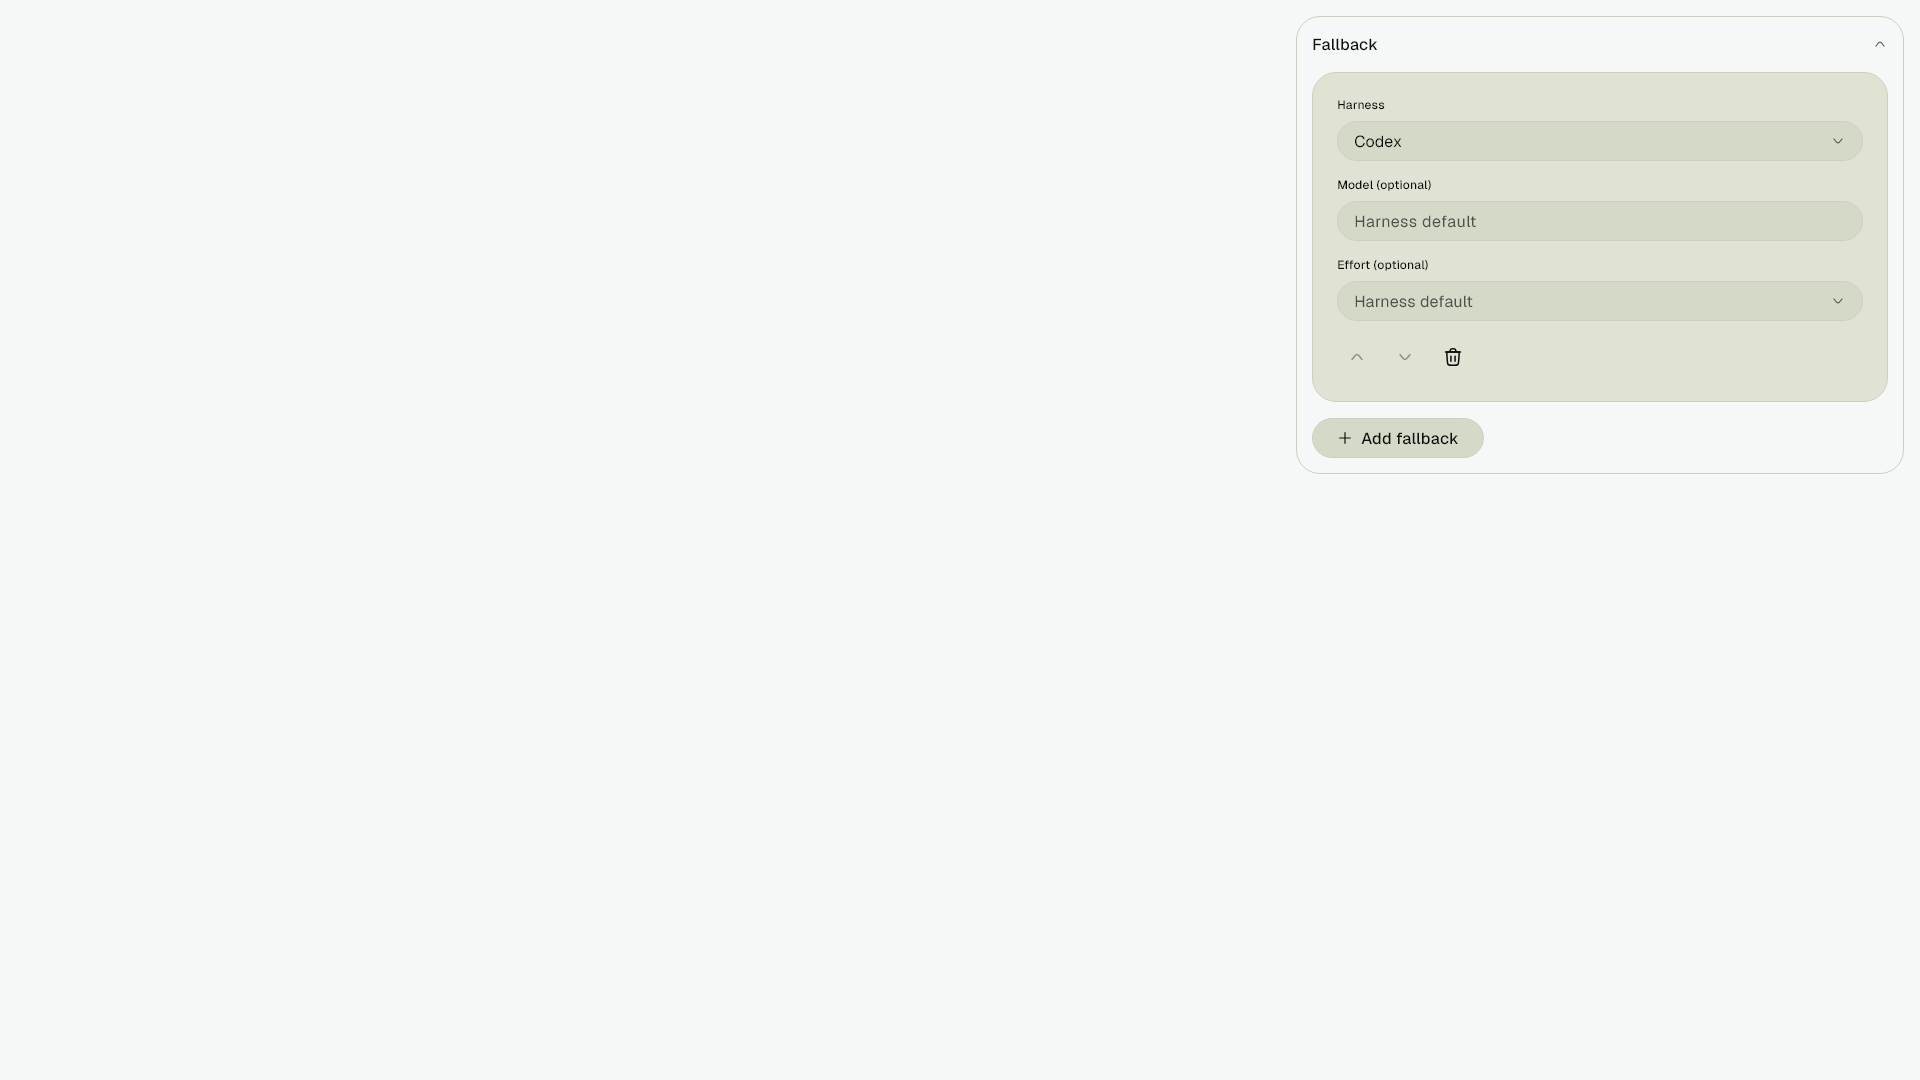 Fallback
Harness
Codex
Model (optional)
Harness default
Effort (optional)
Harness default
Add fallback